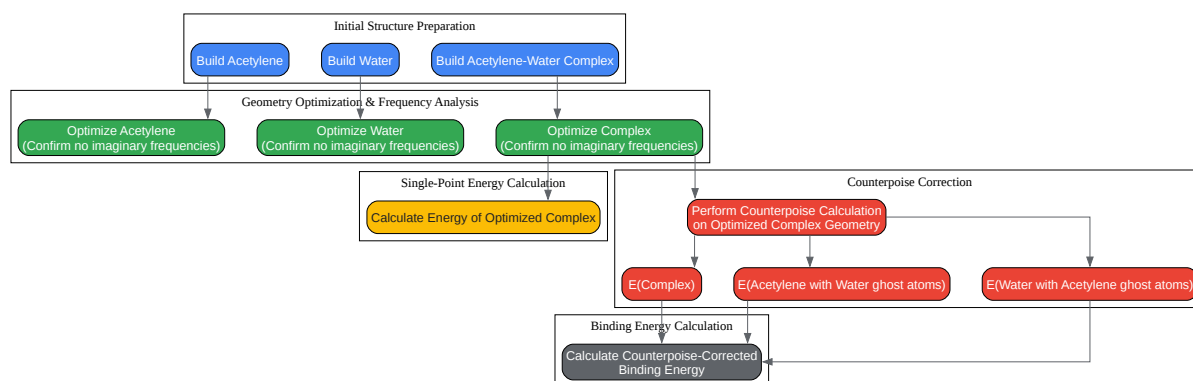 Initial Structure Preparation
Build Acetylene
Build Water
Build Acetylene-Water Complex
Geometry Optimization & Frequency Analysis
Optimize Acetylene
(Confirm no imaginary frequencies)
Optimize Water
(Confirm no imaginary frequencies)
Optimize Complex
(Confirm no imaginary frequencies)
Single-Point Energy Calculation
Calculate Energy of Optimized Complex
Counterpoise Correction
Perform Counterpoise Calculation
on Optimized Complex Geometry
E(Complex)
E(Acetylene with Water ghost atoms)
E(Water with Acetylene ghost atoms)
Binding Energy Calculation
Calculate Counterpoise-Corrected
Binding Energy